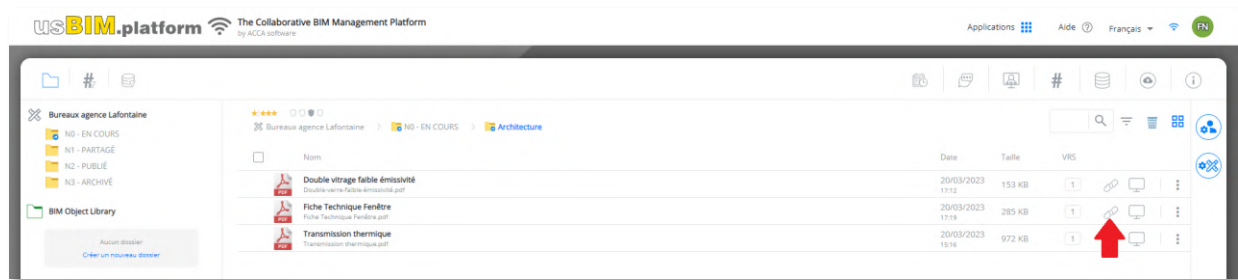 usBIM.platform
The Collaborative BIM Management Platform
by ACCA software
Applications
Aide
Français
FN
Bureaux agence Lafontaine
N0 - EN COURS
N1 - PARTAGÉ
N2 - PUBLIÉ
N3 - ARCHIVÉ
BIM Object Library
Aucun dossier
Créer un nouveau dossier
Bureaux agence Lafontaine > N0 - EN COURS > Architecture
Nom Date Taille VRS
Double vitrage faible émissivité 20/03/2023 153 KB 1
Double-verre-faible-émissivité.pdf 17:12
Fiche Technique Fenêtre 20/03/2023 285 KB 1
Fiche Technique Fenêtre.pdf 17:19
Transmission thermique 20/03/2023 972 KB 1
Transmission thermique.pdf 15:16